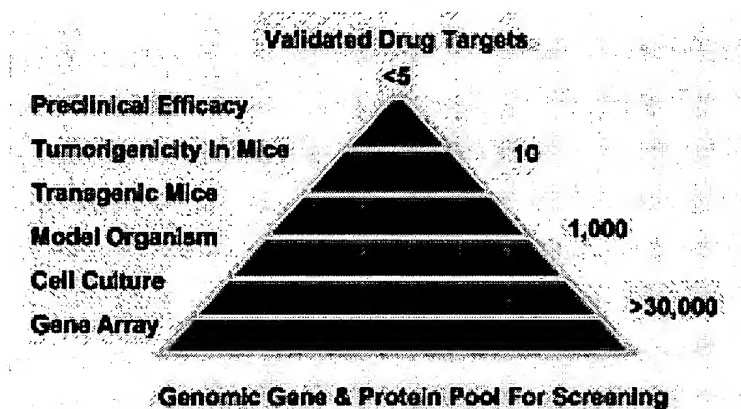 Validated Drug Targets
<5
Preclinical Efficacy
Tumorigenicity In Mice
10
Transgenic Mice
Model Organism
1,000
Cell Culture
>30,000
Gene Array
Genomic Gene & Protein Pool For Screening